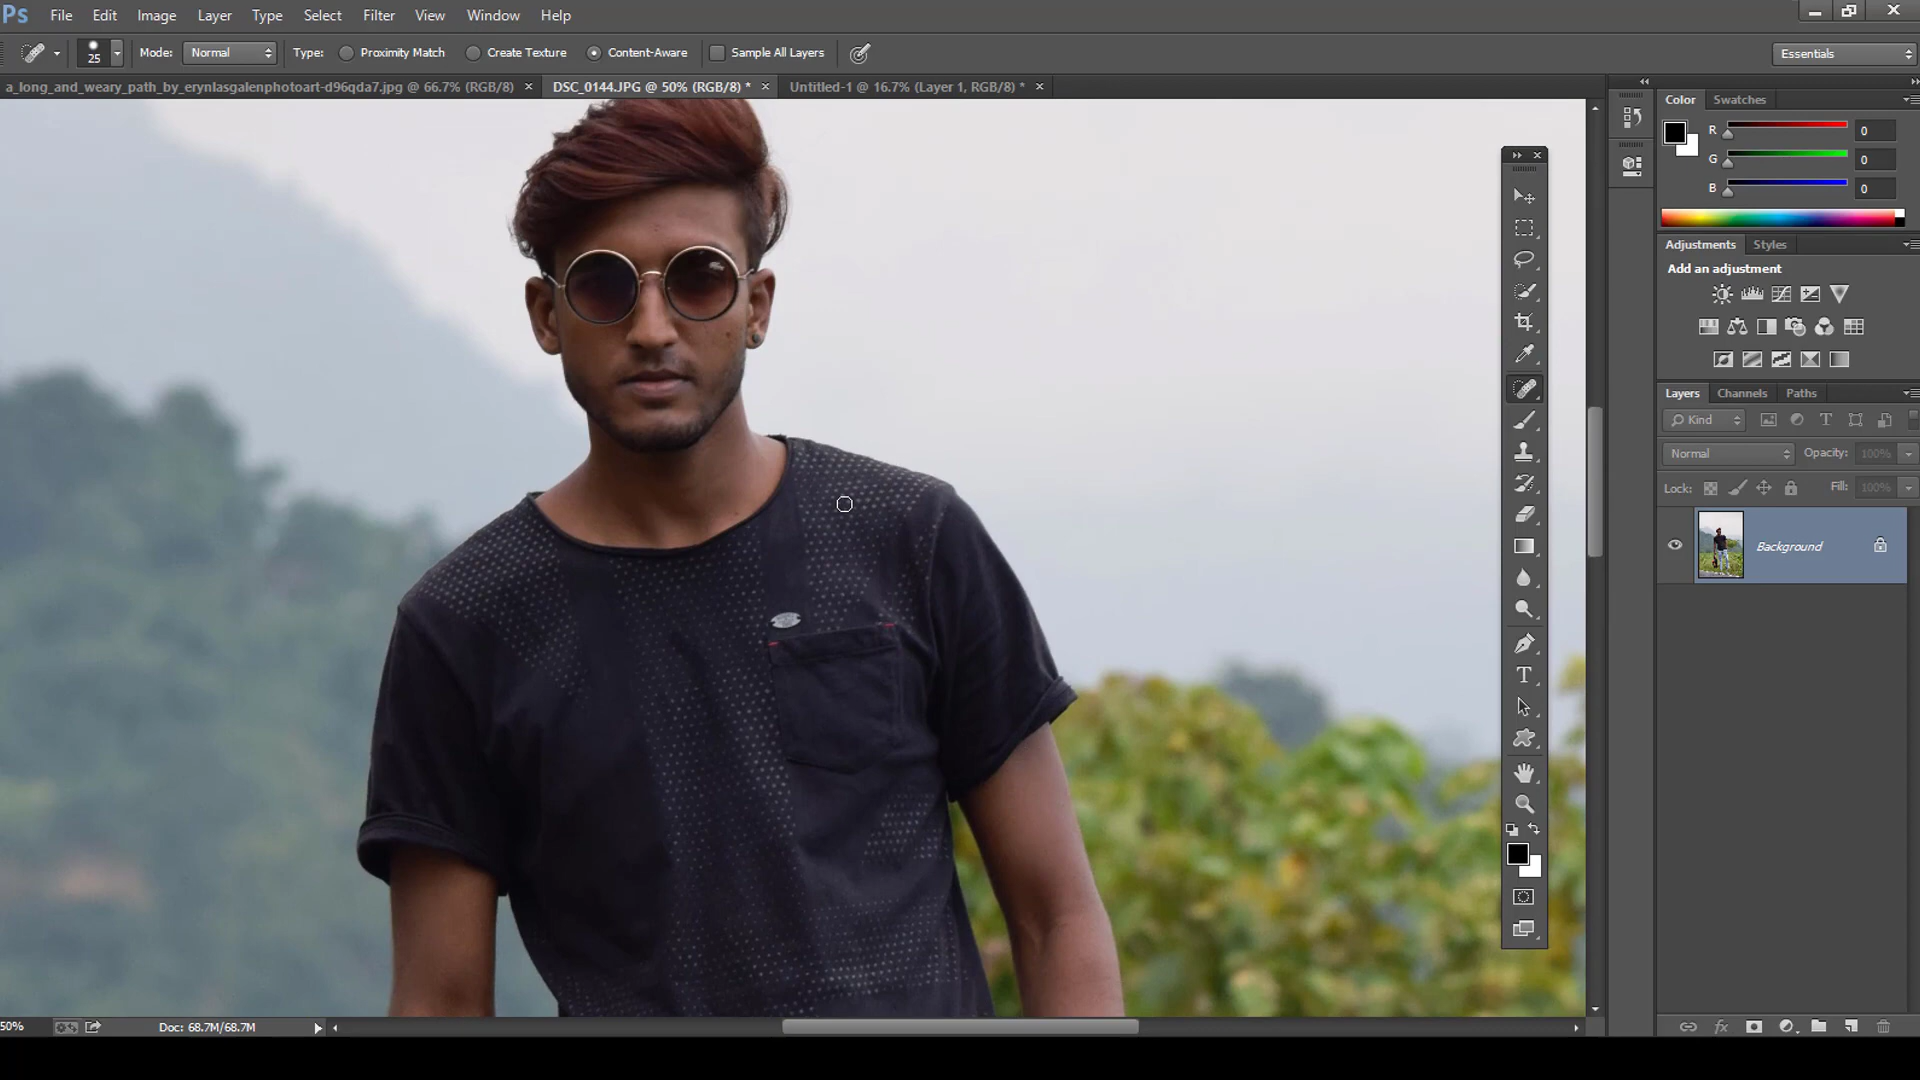 Ps File Edit Image Layer Type Select Filter View Window Help
25 Mode: Normal Type: Proximity Match Create Texture Content-Aware Sample All Layers Essentials
a_long_and_weary_path_by_erynlasgalenphotoart-d96qda7.jpg @ 66.7% (RGB/8) × DSC_0144.JPG @ 50% (RGB/8) * × Untitled-1 @ 16.7% (Layer 1, RGB/8) * ×
Color Swatches
R 0
G 0
B 0
Adjustments Styles
Add an adjustment
Layers Channels Paths
Kind
Normal Opacity: 100%
Lock: Fill: 100%
Background
50% Doc: 68.7M/68.7M